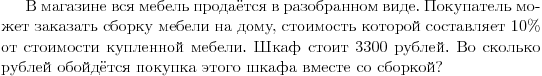 В магазине вся мебель продаётся в разобранном виде. Покупатель мо-
жет заказать сборку мебели на дому, стоимость которой составляет 10%
от стоимости купленной мебели. Шкаф стоит 3300 рублей. Во сколько
рублей обойдётся покупка этого шкафа вместе со сборкой?